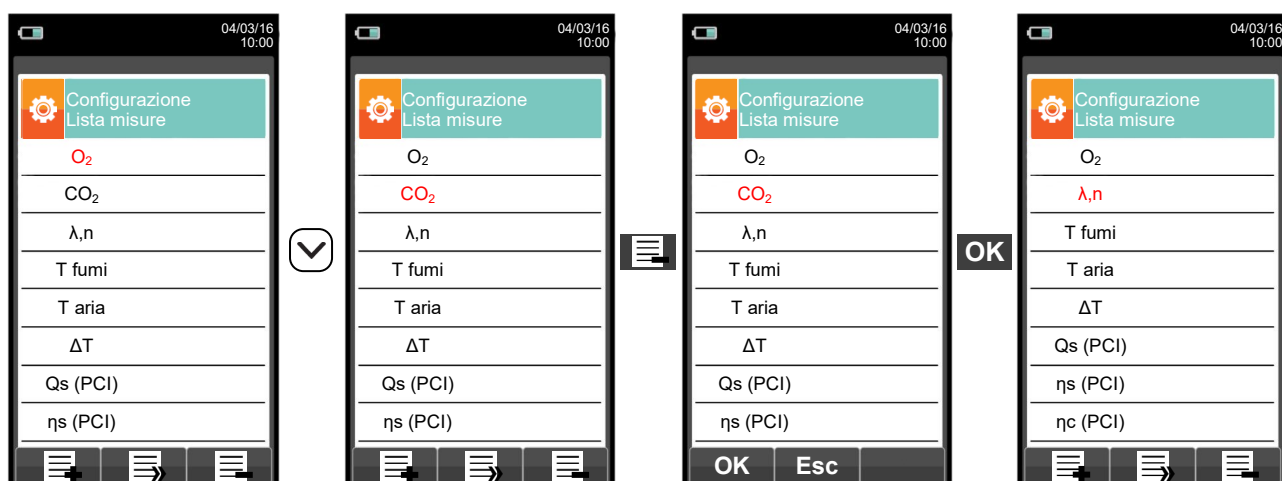 04/03/16
10:00
Configurazione
Lista misure
O₂
CO₂
λ,n
T fumi
T aria
ΔT
Qs (PCI)
ηs (PCI)
04/03/16
10:00
Configurazione
Lista misure
O₂
CO₂
λ,n
T fumi
T aria
ΔT
Qs (PCI)
ηs (PCI)
04/03/16
10:00
Configurazione
Lista misure
O₂
CO₂
λ,n
T fumi
T aria
ΔT
Qs (PCI)
ηs (PCI)
OK Esc
OK
04/03/16
10:00
Configurazione
Lista misure
O₂
λ,n
T fumi
T aria
ΔT
Qs (PCI)
ηs (PCI)
ηc (PCI)